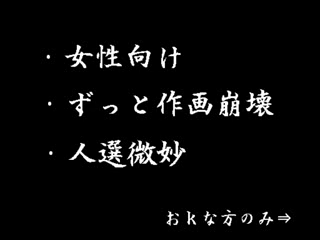 ・女性向け
・ずっと作画崩壊
・人選微妙
おｋな方のみ⇒